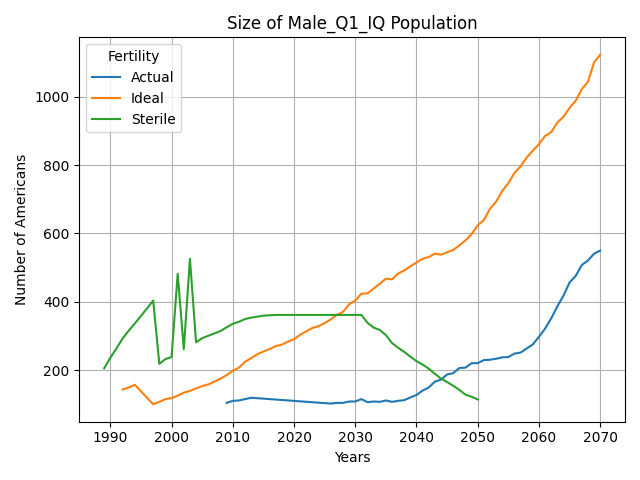 Size of Male_Q1_IQ Population
Fertility
Actual
Ideal
Sterile
Number of Americans
1000
800
600
400
200
1990 2000 2010 2020 2030 2040 2050 2060 2070
Years